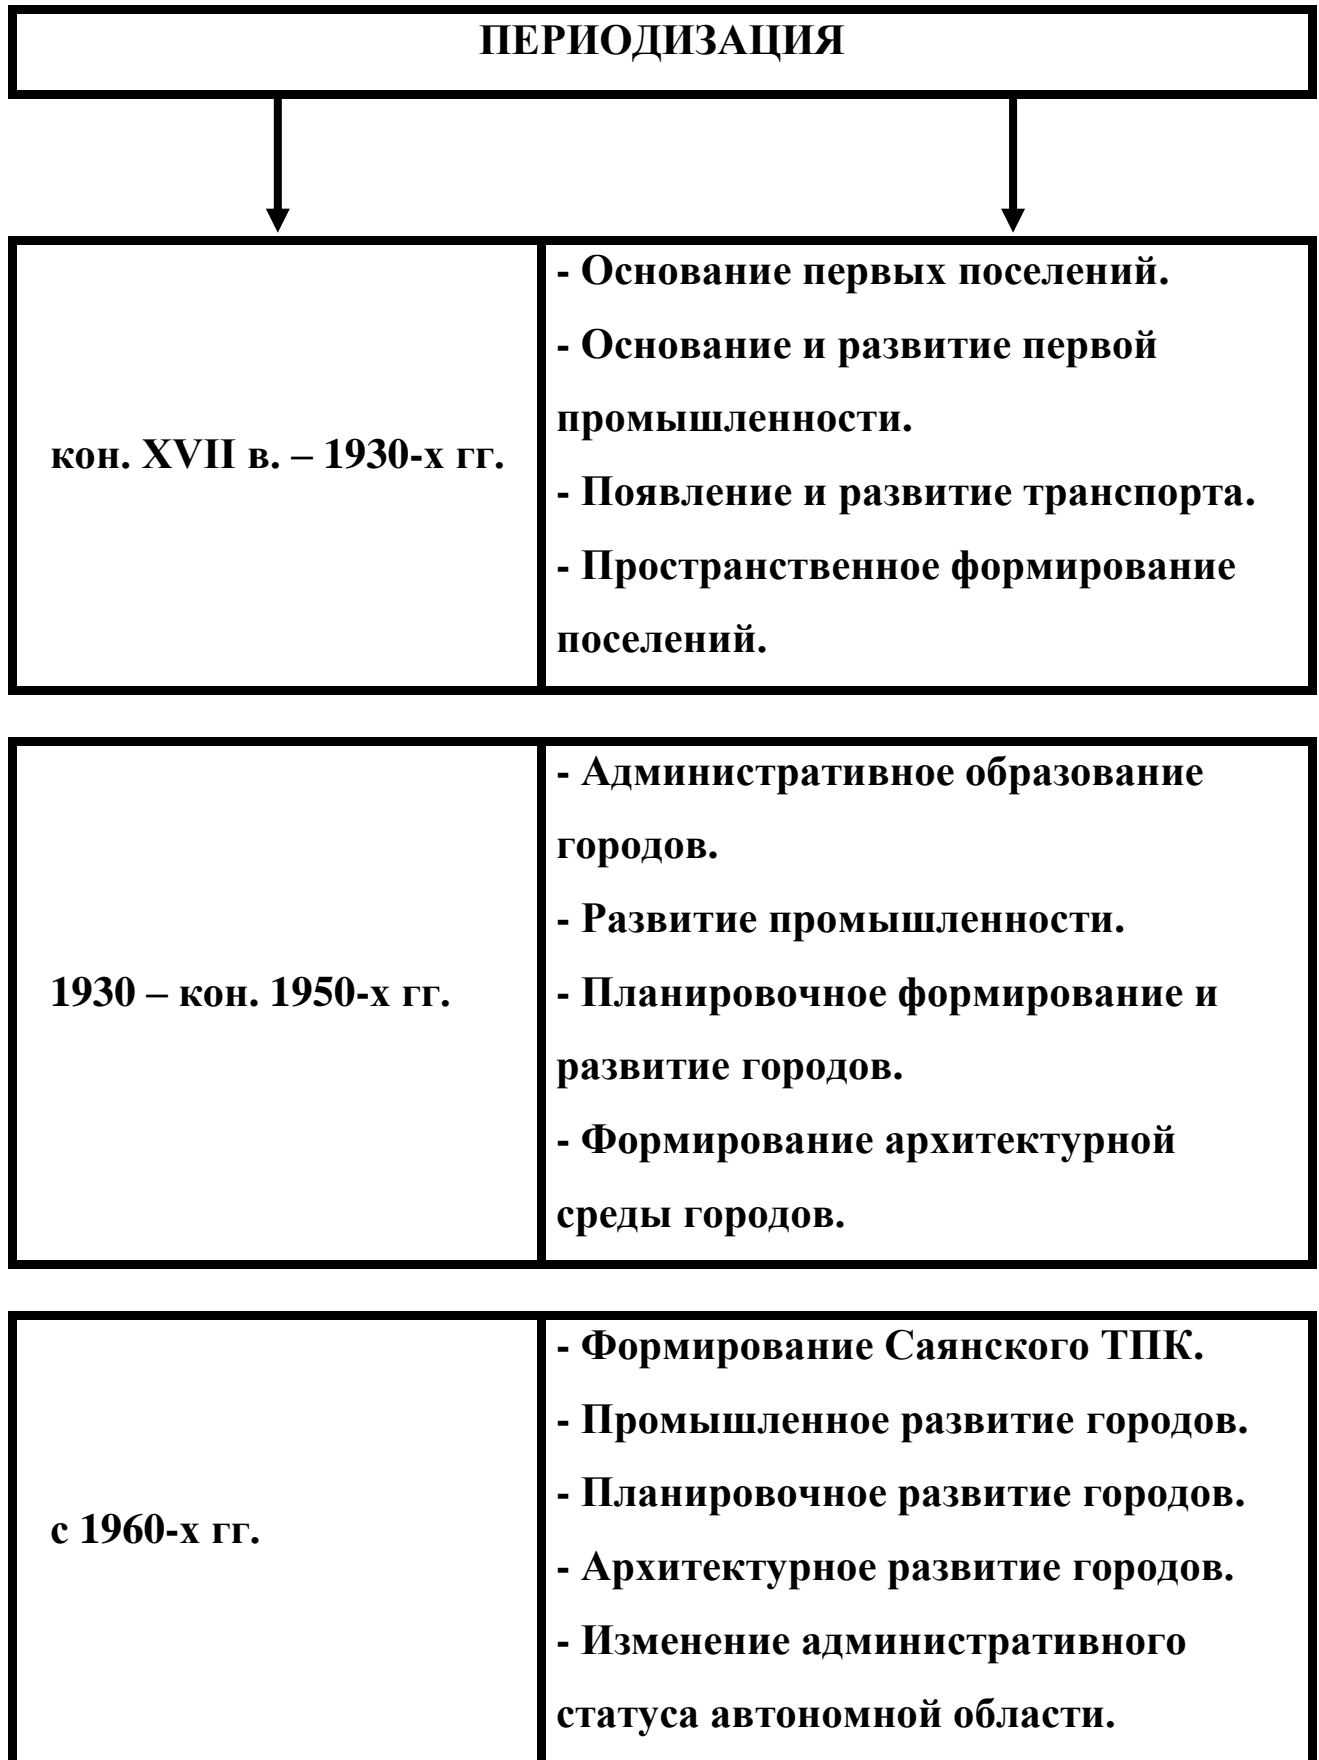 ПЕРИОДИЗАЦИЯ
кон. XVII в. – 1930-х гг.
- Основание первых поселений.
- Основание и развитие первой
промышленности.
- Появление и развитие транспорта.
- Пространственное формирование
поселений.
1930 – кон. 1950-х гг.
- Административное образование
городов.
- Развитие промышленности.
- Планировочное формирование и
развитие городов.
- Формирование архитектурной
среды городов.
с 1960-х гг.
- Формирование Саянского ТПК.
- Промышленное развитие городов.
- Планировочное развитие городов.
- Архитектурное развитие городов.
- Изменение административного
статуса автономной области.